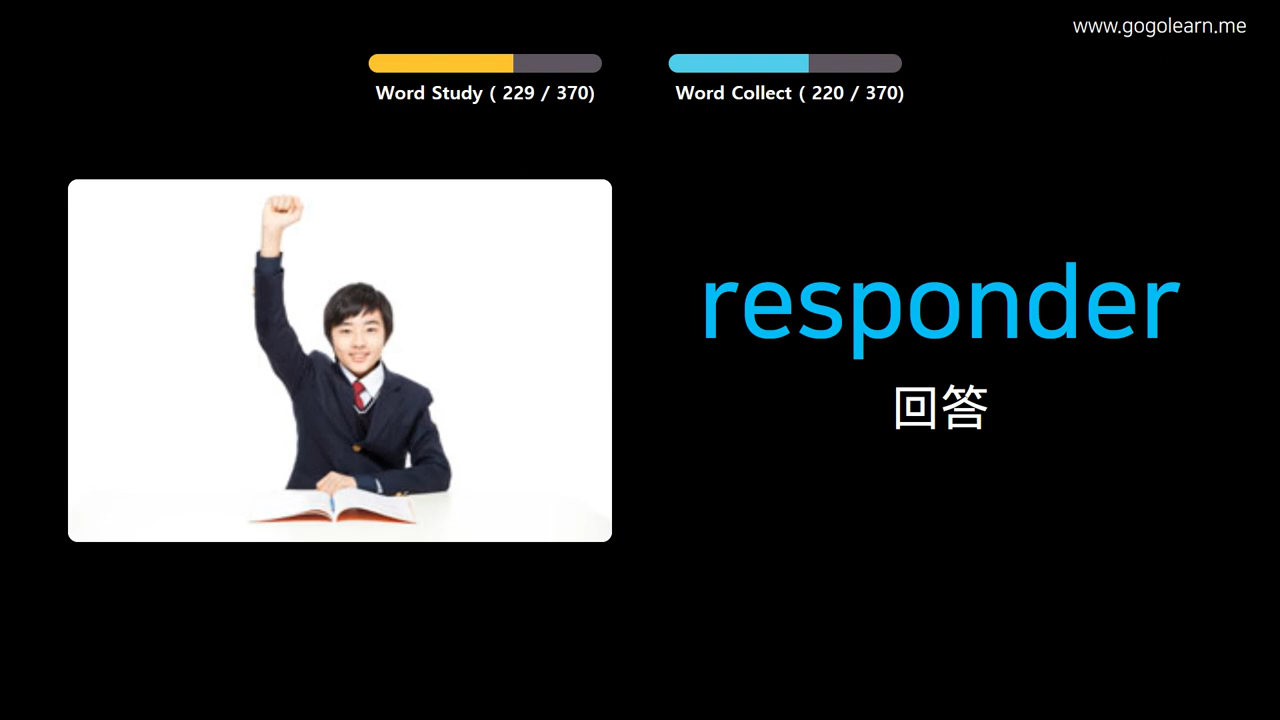 www.gogolearn.me
Word Study ( 229 / 370)
Word Collect ( 220 / 370)
responder
回答